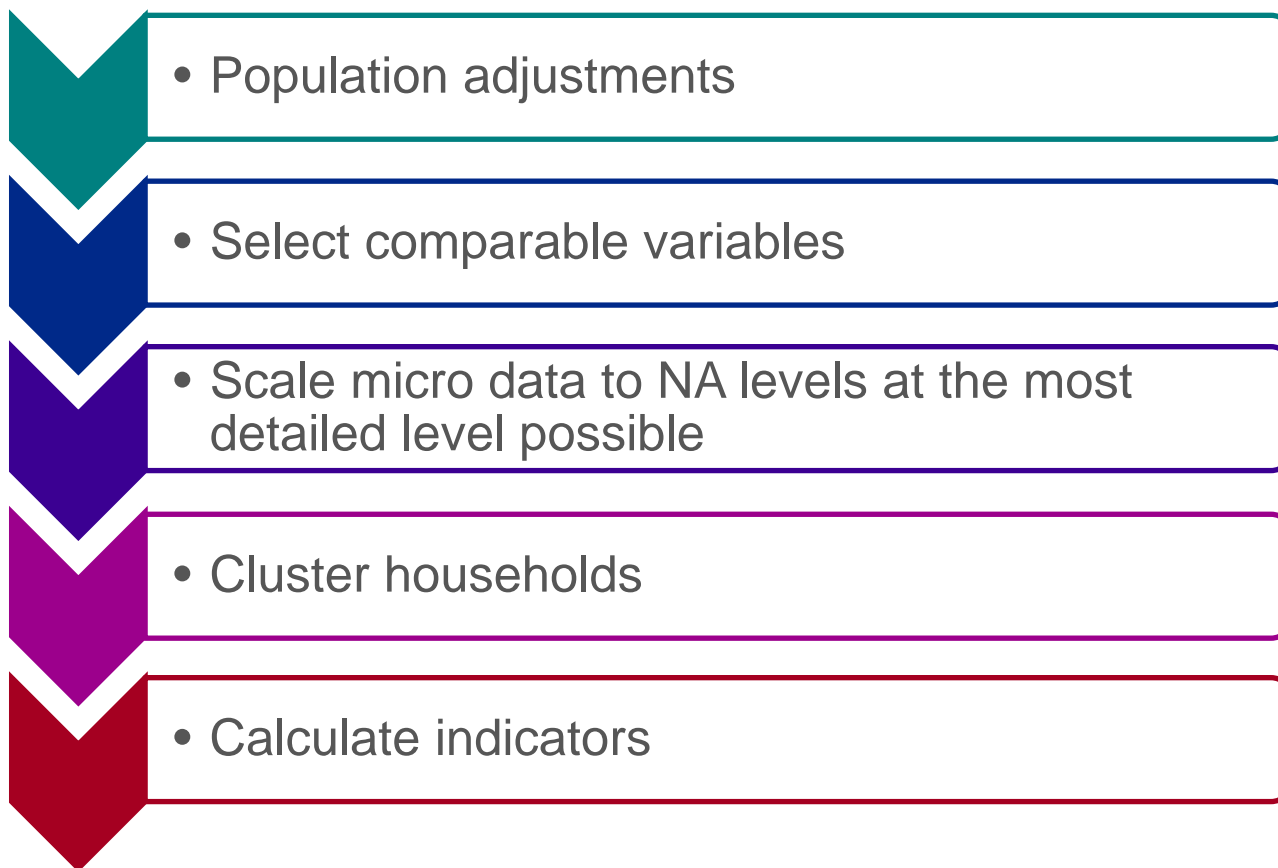 • Population adjustments
• Select comparable variables
• Scale micro data to NA levels at the most
detailed level possible
• Cluster households
• Calculate indicators